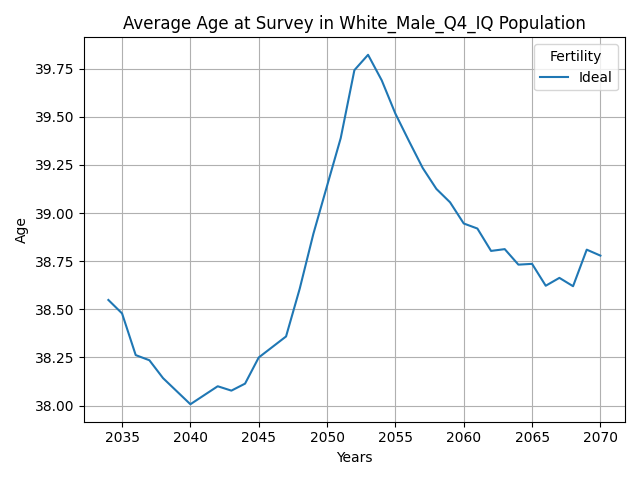 Average Age at Survey in White_Male_Q4_IQ Population
Fertility
Ideal
Age
39.75
39.50
39.25
39.00
38.75
38.50
38.25
38.00
2035 2040 2045 2050 2055 2060 2065 2070
Years